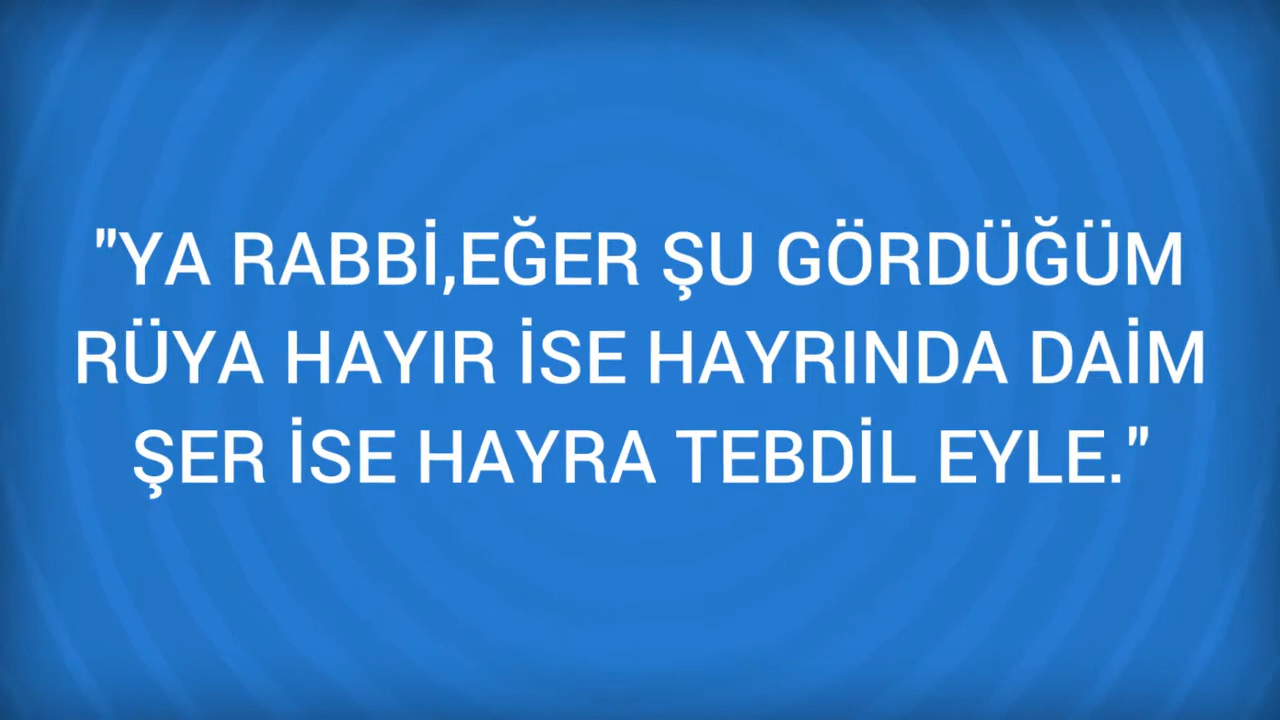 "YA RABBİ,EĞER ŞU GÖRDÜĞÜM
RÜYA HAYIR İSE HAYRINDA DAİM
ŞER İSE HAYRA TEBDİL EYLE."